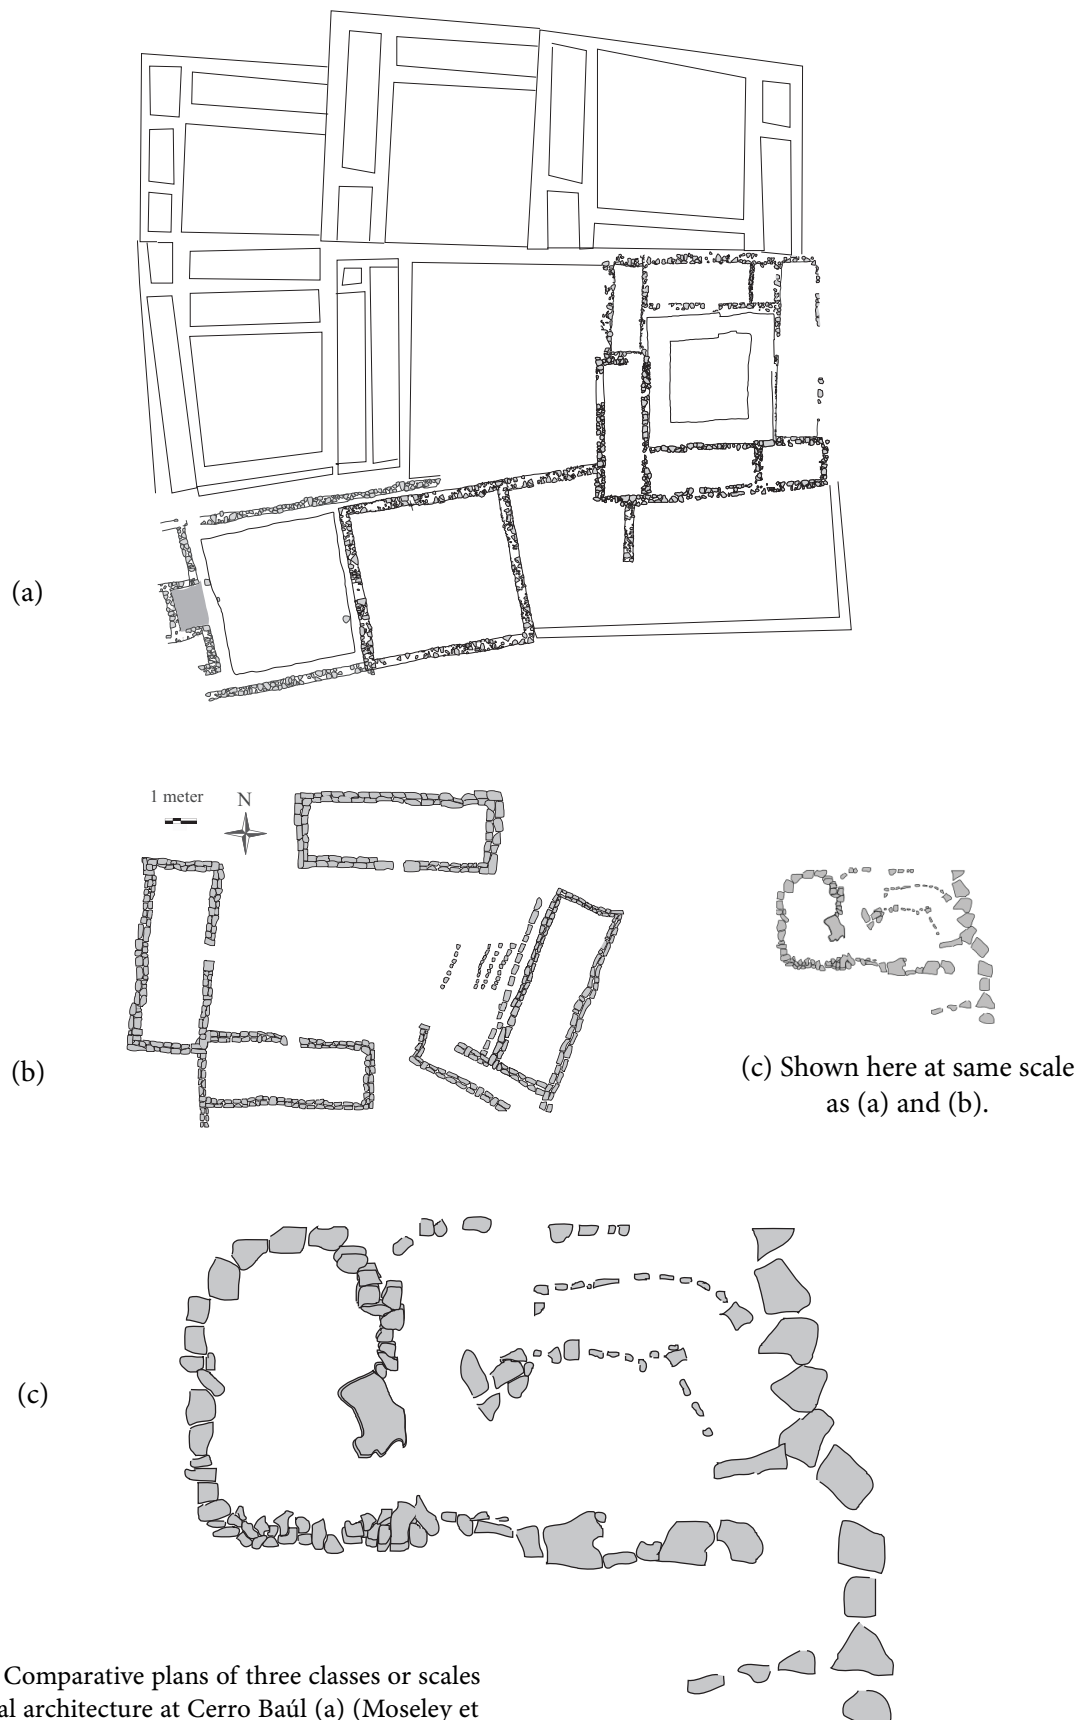 (a)
1 meter
N
(b)
(c) Shown here at same scale
as (a) and (b).
(c)
Comparative plans of three classes or scales
architecture at Cerro Baúl (a) (Moseley et